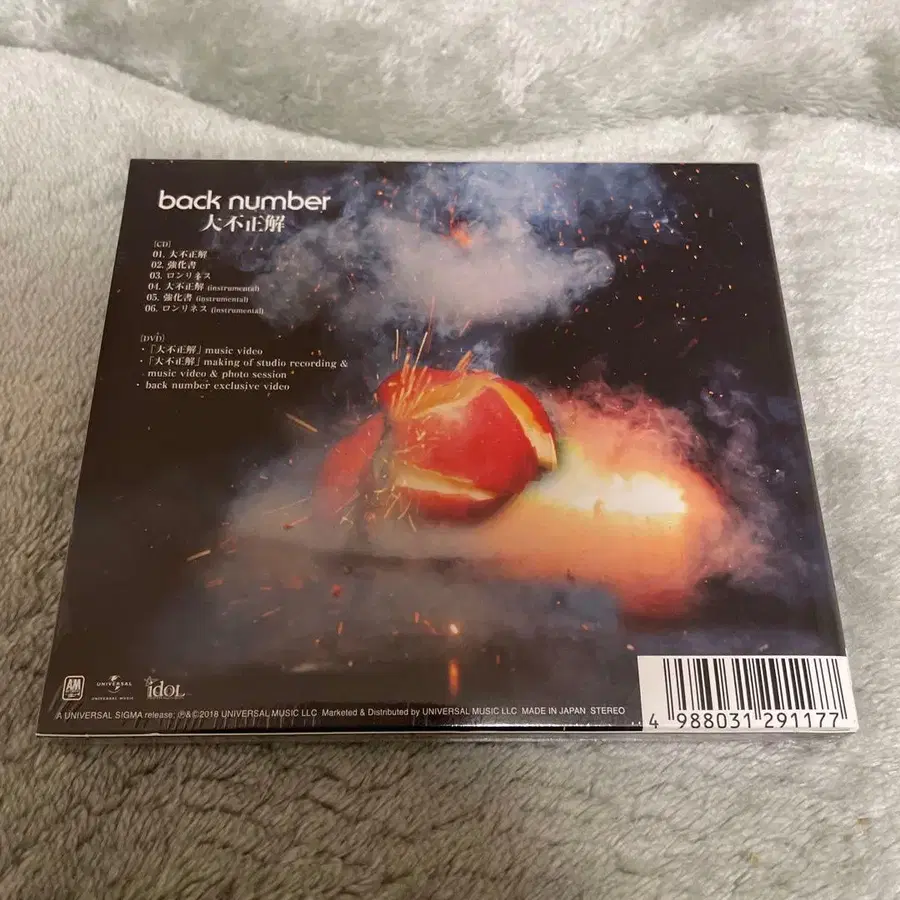 back number
大不正解
[CD]
01. 大不正解
02. 強化書
03. ロンリネス
04. 大不正解 (instrumental)
05. 強化書 (instrumental)
06. ロンリネス (instrumental)
[DVD]
・「大不正解」music video
・「大不正解」making of studio recording &
music video & photo session
・back number exclusive video
A&M
UNIVERSAL
UNIVERSAL MUSIC
idOL
A UNIVERSAL SIGMA release; ℗&©2018 UNIVERSAL MUSIC LLC Marketed & Distributed by UNIVERSAL MUSIC LLC MADE IN JAPAN STEREO
4 988031 291177